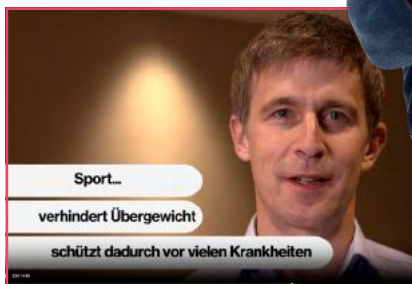 Sport...
verhindert Übergewicht
schützt dadurch vor vielen Krankheiten